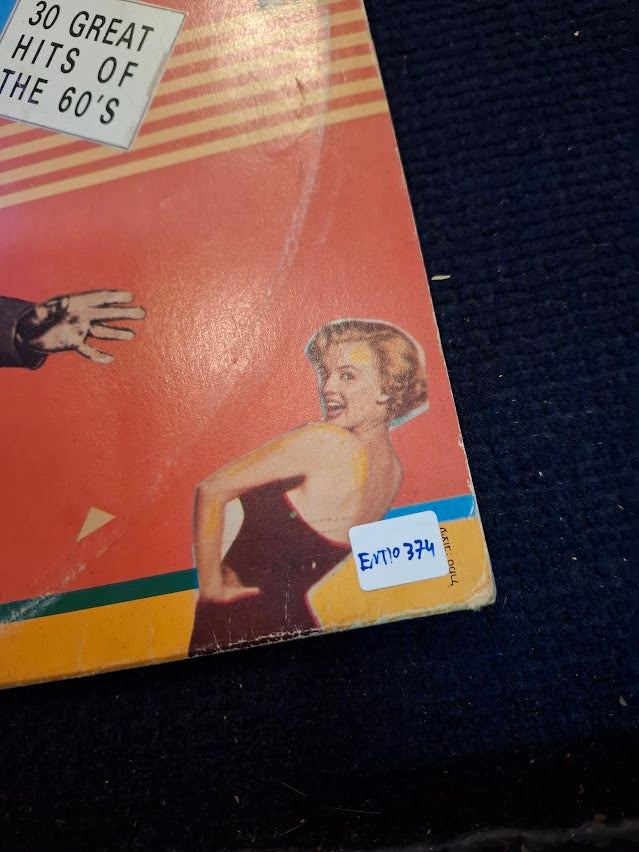 30 GREAT
HITS OF
THE 60'S
ENT10 374